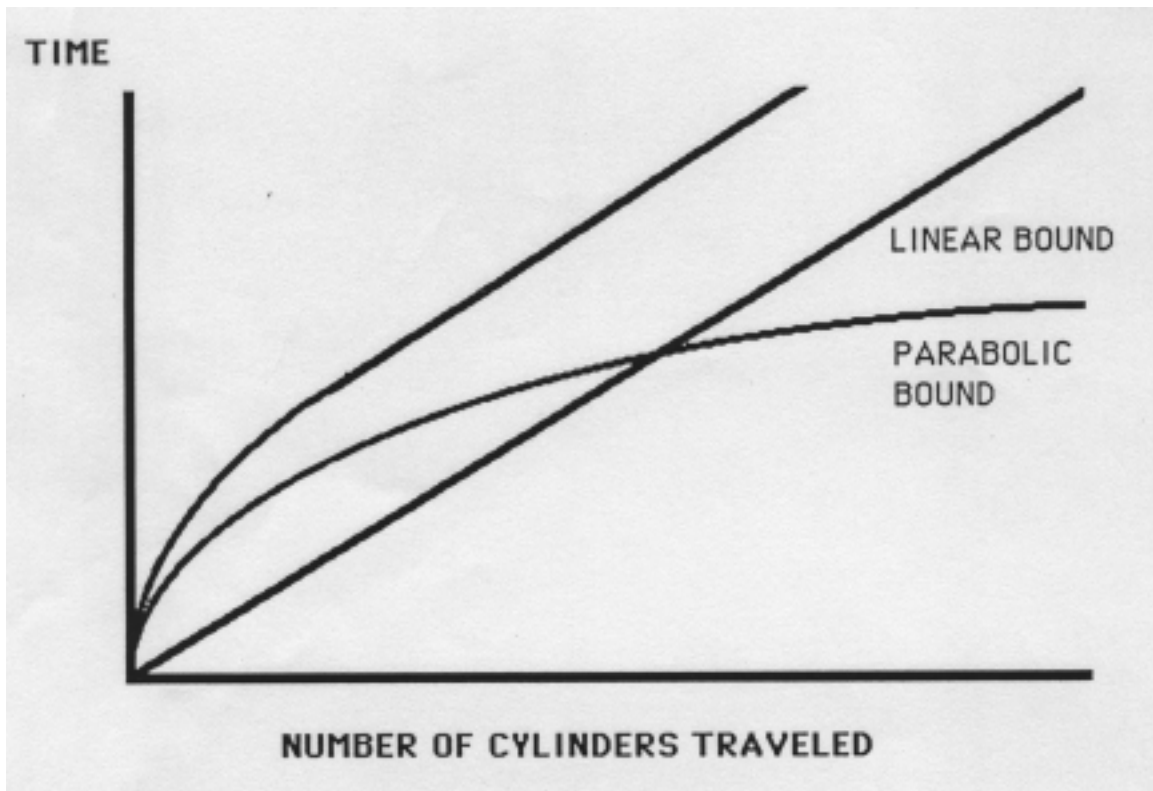 TIME
LINEAR BOUND
PARABOLIC
BOUND
NUMBER OF CYLINDERS TRAVELED